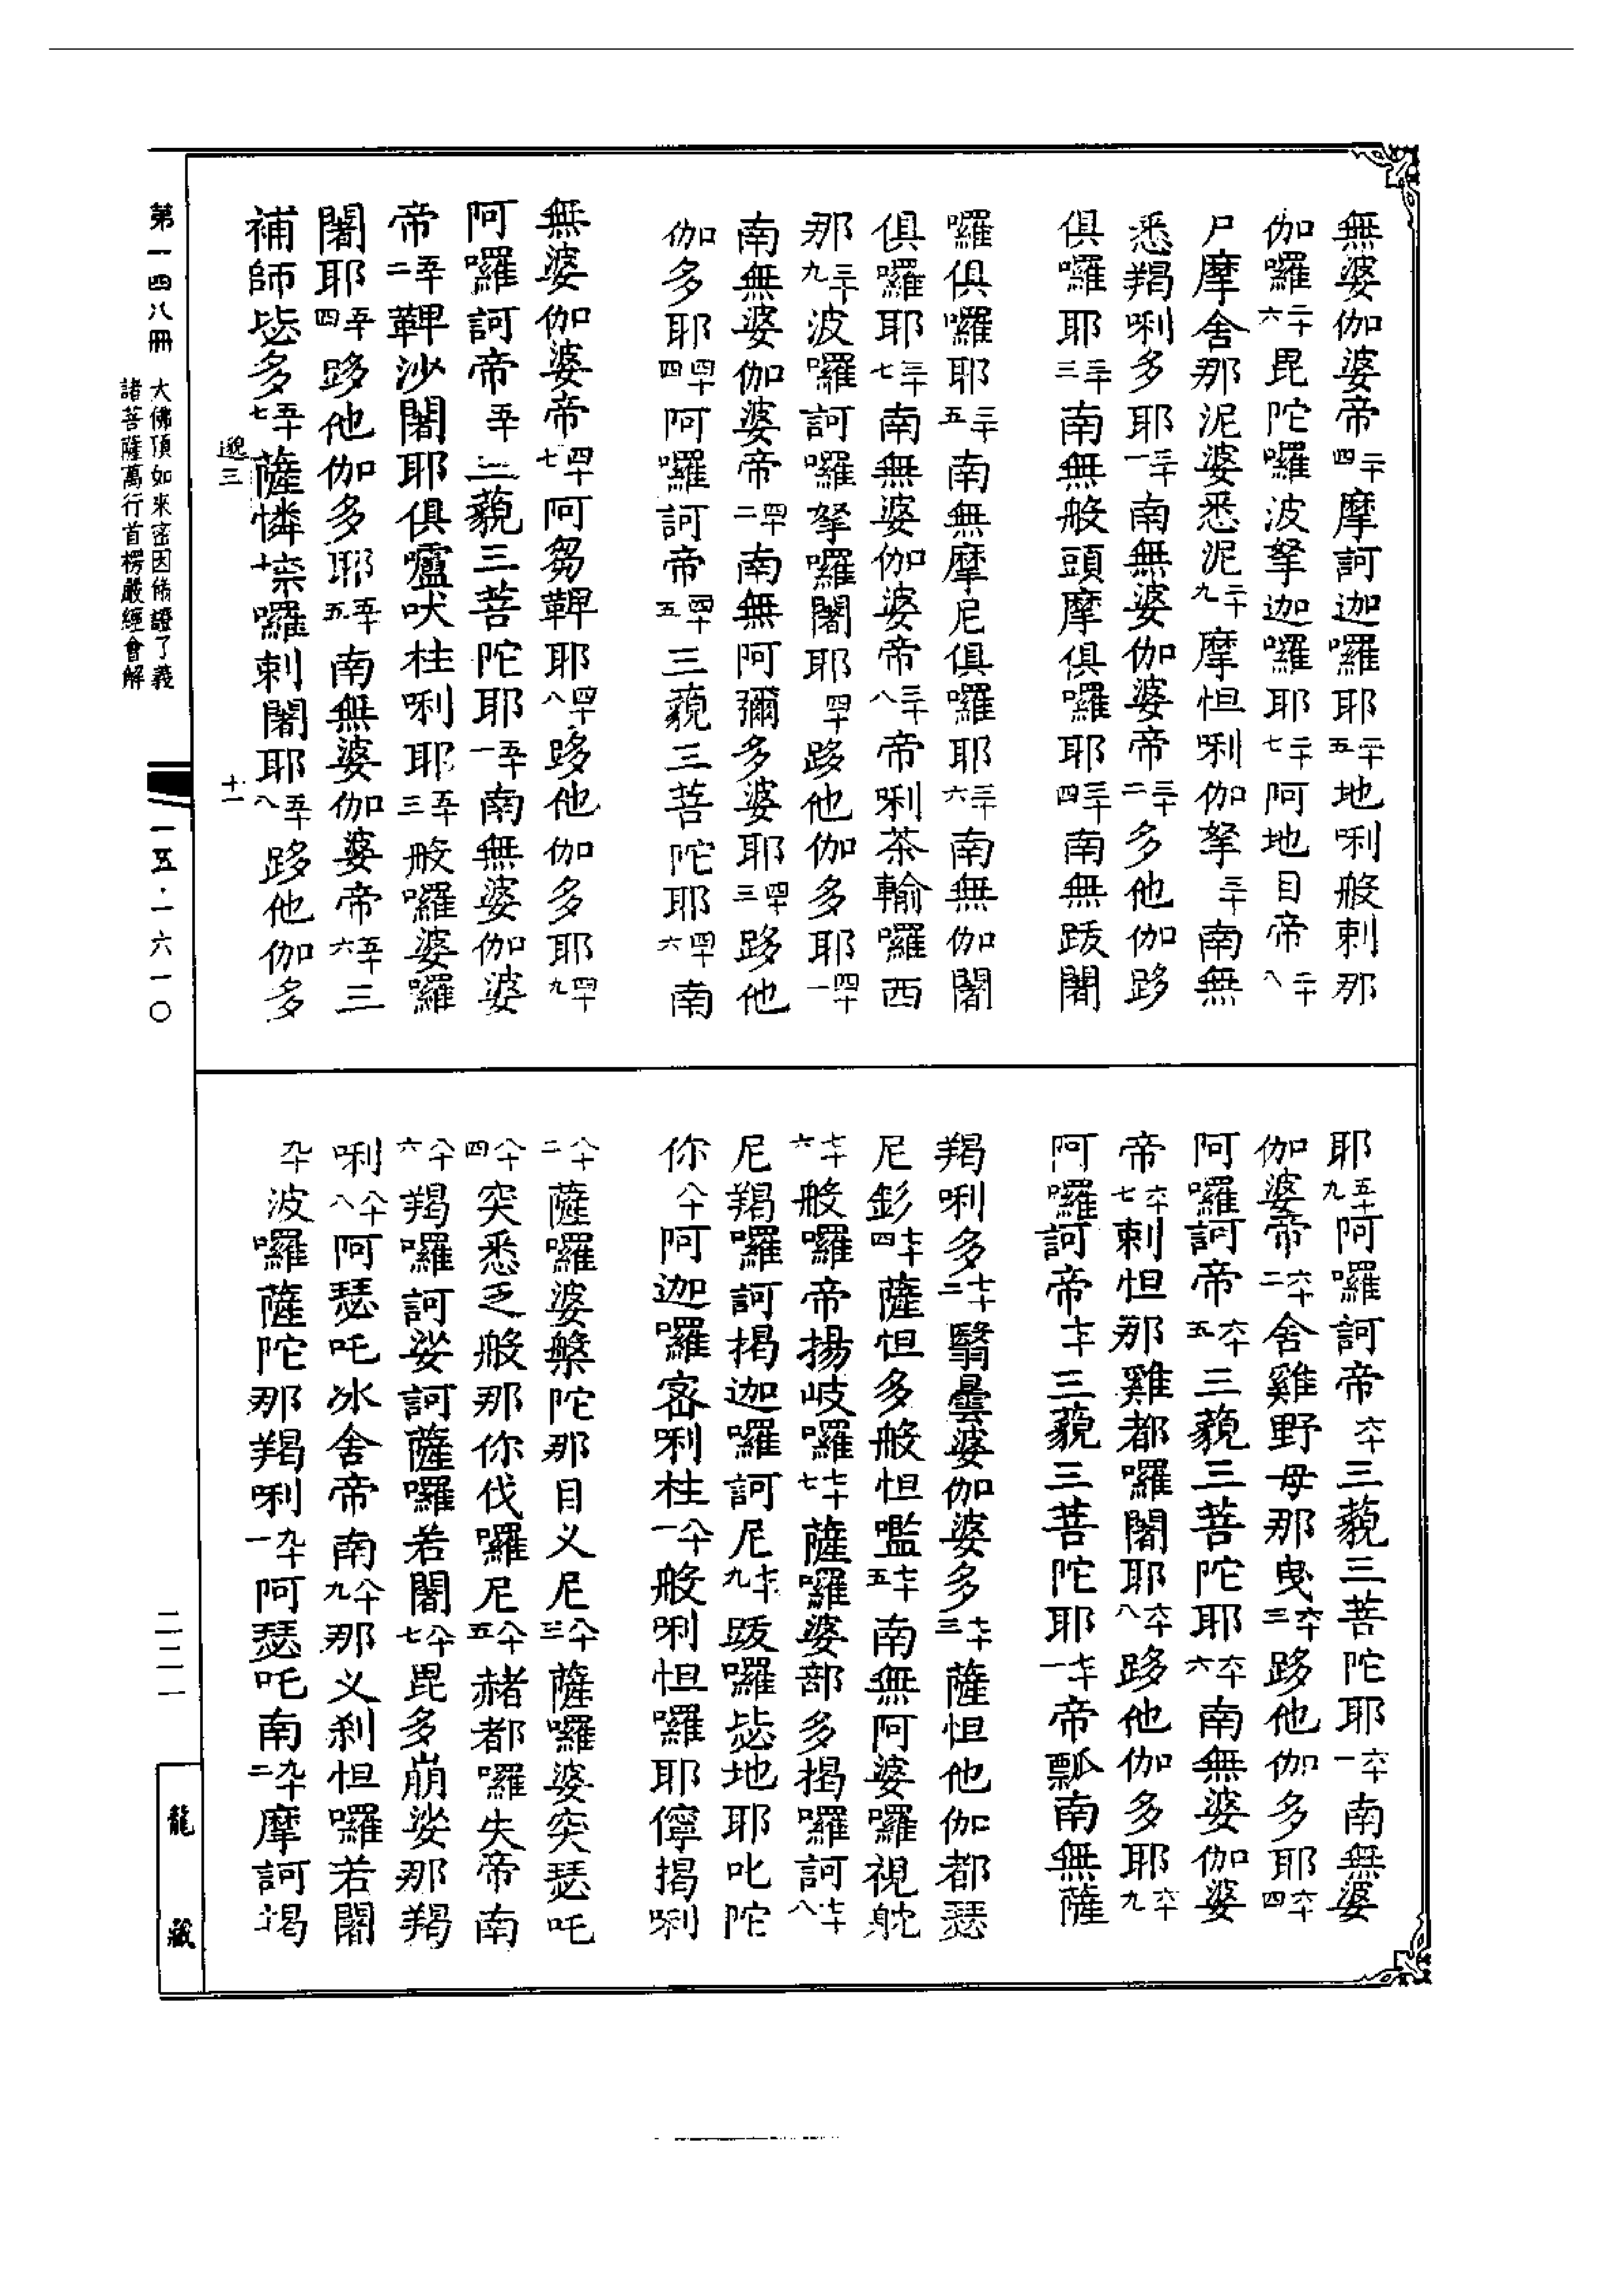 無婆伽婆帝二十四摩訶迦囉耶二十五地唎般剌那
伽囉二十六毘陀囉波拏迦囉耶二十七阿地目帝二十八
尸摩舍那泥婆悉泥二十九摩怛唎伽拏三十南無
悉羯唎多耶三十一南無婆伽婆帝三十二多他伽跢
俱囉耶三十三南無般頭摩俱囉耶三十四南無跋闍
囉俱囉耶三十五南無摩尼俱囉耶三十六南無伽闍
俱囉耶三十七南無婆伽婆帝三十八帝唎茶輸囉西
那三十九波囉訶囉拏囉闍耶四十跢他伽多耶四十一
南無婆伽婆帝四十二南無阿彌多婆耶四十三跢他
伽多耶四十四阿囉訶帝四十五三藐三菩陀耶四十六南
無婆伽婆帝四十七阿芻鞞耶四十八跢他伽多耶四十九
阿囉訶帝五十三藐三菩陀耶五十一南無婆伽婆
帝五十二鞞沙闍耶俱嚧吠柱唎耶五十三般囉婆囉
闍耶五十四跢他伽多耶五十五南無婆伽婆帝五十六三
補師毖多五十七薩憐捺囉剌闍耶五十八跢他伽多
耶五十九阿囉訶帝六十三藐三菩陀耶六十一南無婆
伽婆帝六十二舍雞野母那曳六十三跢他伽多耶六十四
阿囉訶帝六十五三藐三菩陀耶六十六南無婆伽婆
帝六十七剌怛那雞都囉闍耶六十八跢他伽多耶六十九
阿囉訶帝七十三藐三菩陀耶七十一帝瓢南無薩
羯唎多七十二翳曇婆伽婆多七十三薩怛他伽都瑟
尼釤七十四薩怛多般怛囕七十五南無阿婆囉視躭
七十六般囉帝揚岐囉七十七薩囉婆部多揭囉訶七十八
尼羯囉訶揭迦囉訶尼七十九跋囉毖地耶叱陀
你八十阿迦囉密唎柱八十一般唎怛囉耶儜揭唎
八十二薩囉婆槃陀那目义尼八十三薩囉婆突瑟吒
八十四突悉乏般那你伐囉尼八十五赭都囉失帝南
八十六羯囉訶娑訶薩囉若闍八十七毘多崩娑那羯
唎八十八阿瑟吒冰舍帝南八十九那义剎怛囉若闍
九十波囉薩陀那羯唎九十一阿瑟吒南九十二摩訶羯
邈三
十一
第一四八冊
大佛頂如來密因修證了義
諸菩薩萬行首楞嚴經會解
一五·一六一〇
二二一
龍藏